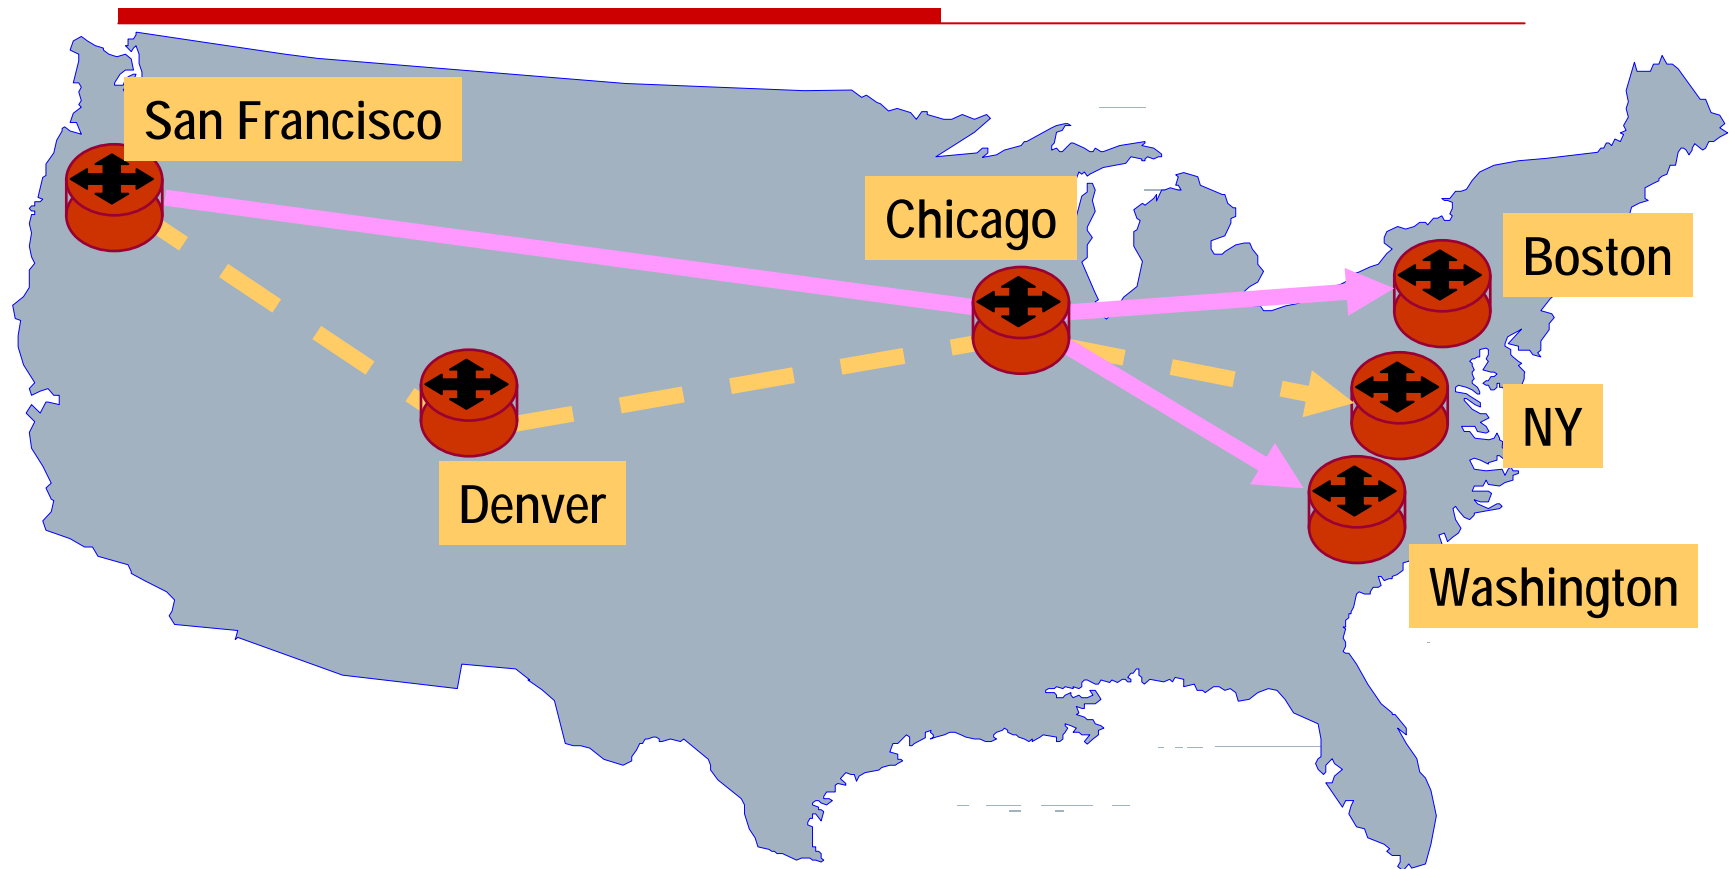 San Francisco
Chicago
Boston
NY
Denver
Washington